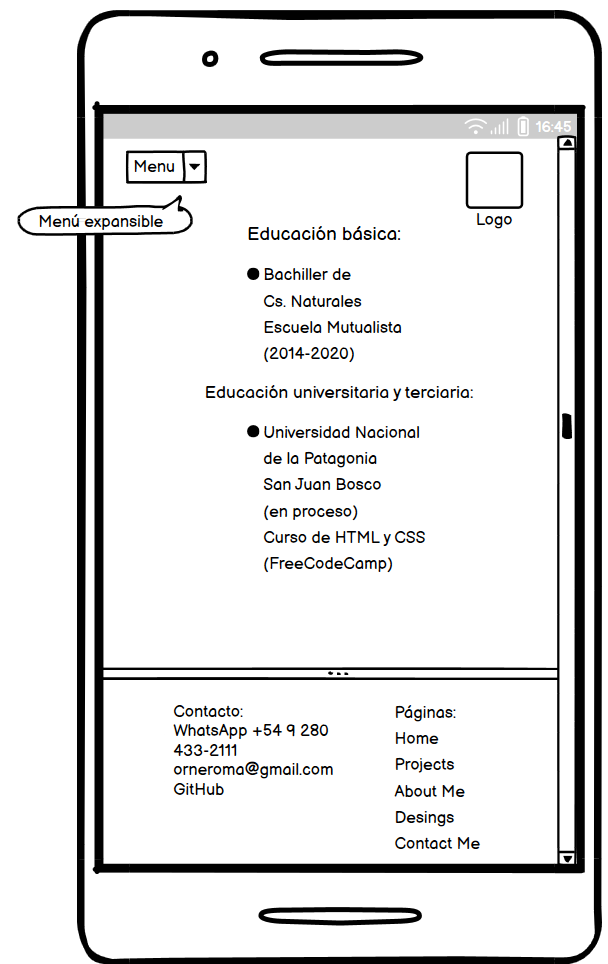 16:45
Menu
Logo
Menú expansible
Educación básica:
Bachiller de
Cs. Naturales
Escuela Mutualista
(2014-2020)
Educación universitaria y terciaria:
Universidad Nacional
de la Patagonia
San Juan Bosco
(en proceso)
Curso de HTML y CSS
(FreeCodeCamp)
Contacto:
WhatsApp +54 9 280
433-2111
orneroma@gmail.com
GitHub
Páginas:
Home
Projects
About Me
Desings
Contact Me